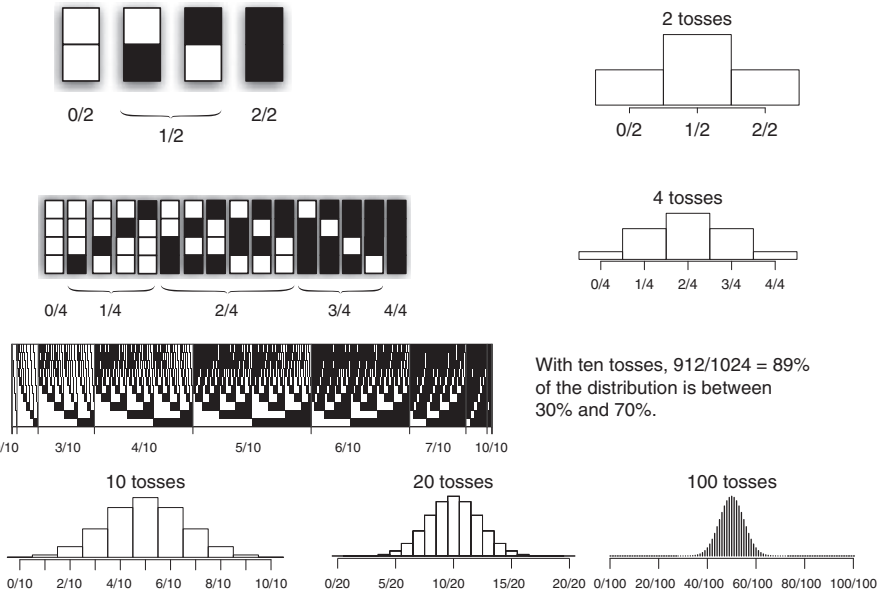 2 tosses
0/2 1/2 2/2
0/2 1/2 2/2
4 tosses
0/4 1/4 2/4 3/4 4/4
0/4 1/4 2/4 3/4 4/4
With ten tosses, 912/1024 = 89%
of the distribution is between
30% and 70%.
/10 3/10 4/10 5/10 6/10 7/10 10/10
10 tosses
0/10 2/10 4/10 6/10 8/10 10/10
20 tosses
0/20 5/20 10/20 15/20 20/20
100 tosses
0/100 20/100 40/100 60/100 80/100 100/100